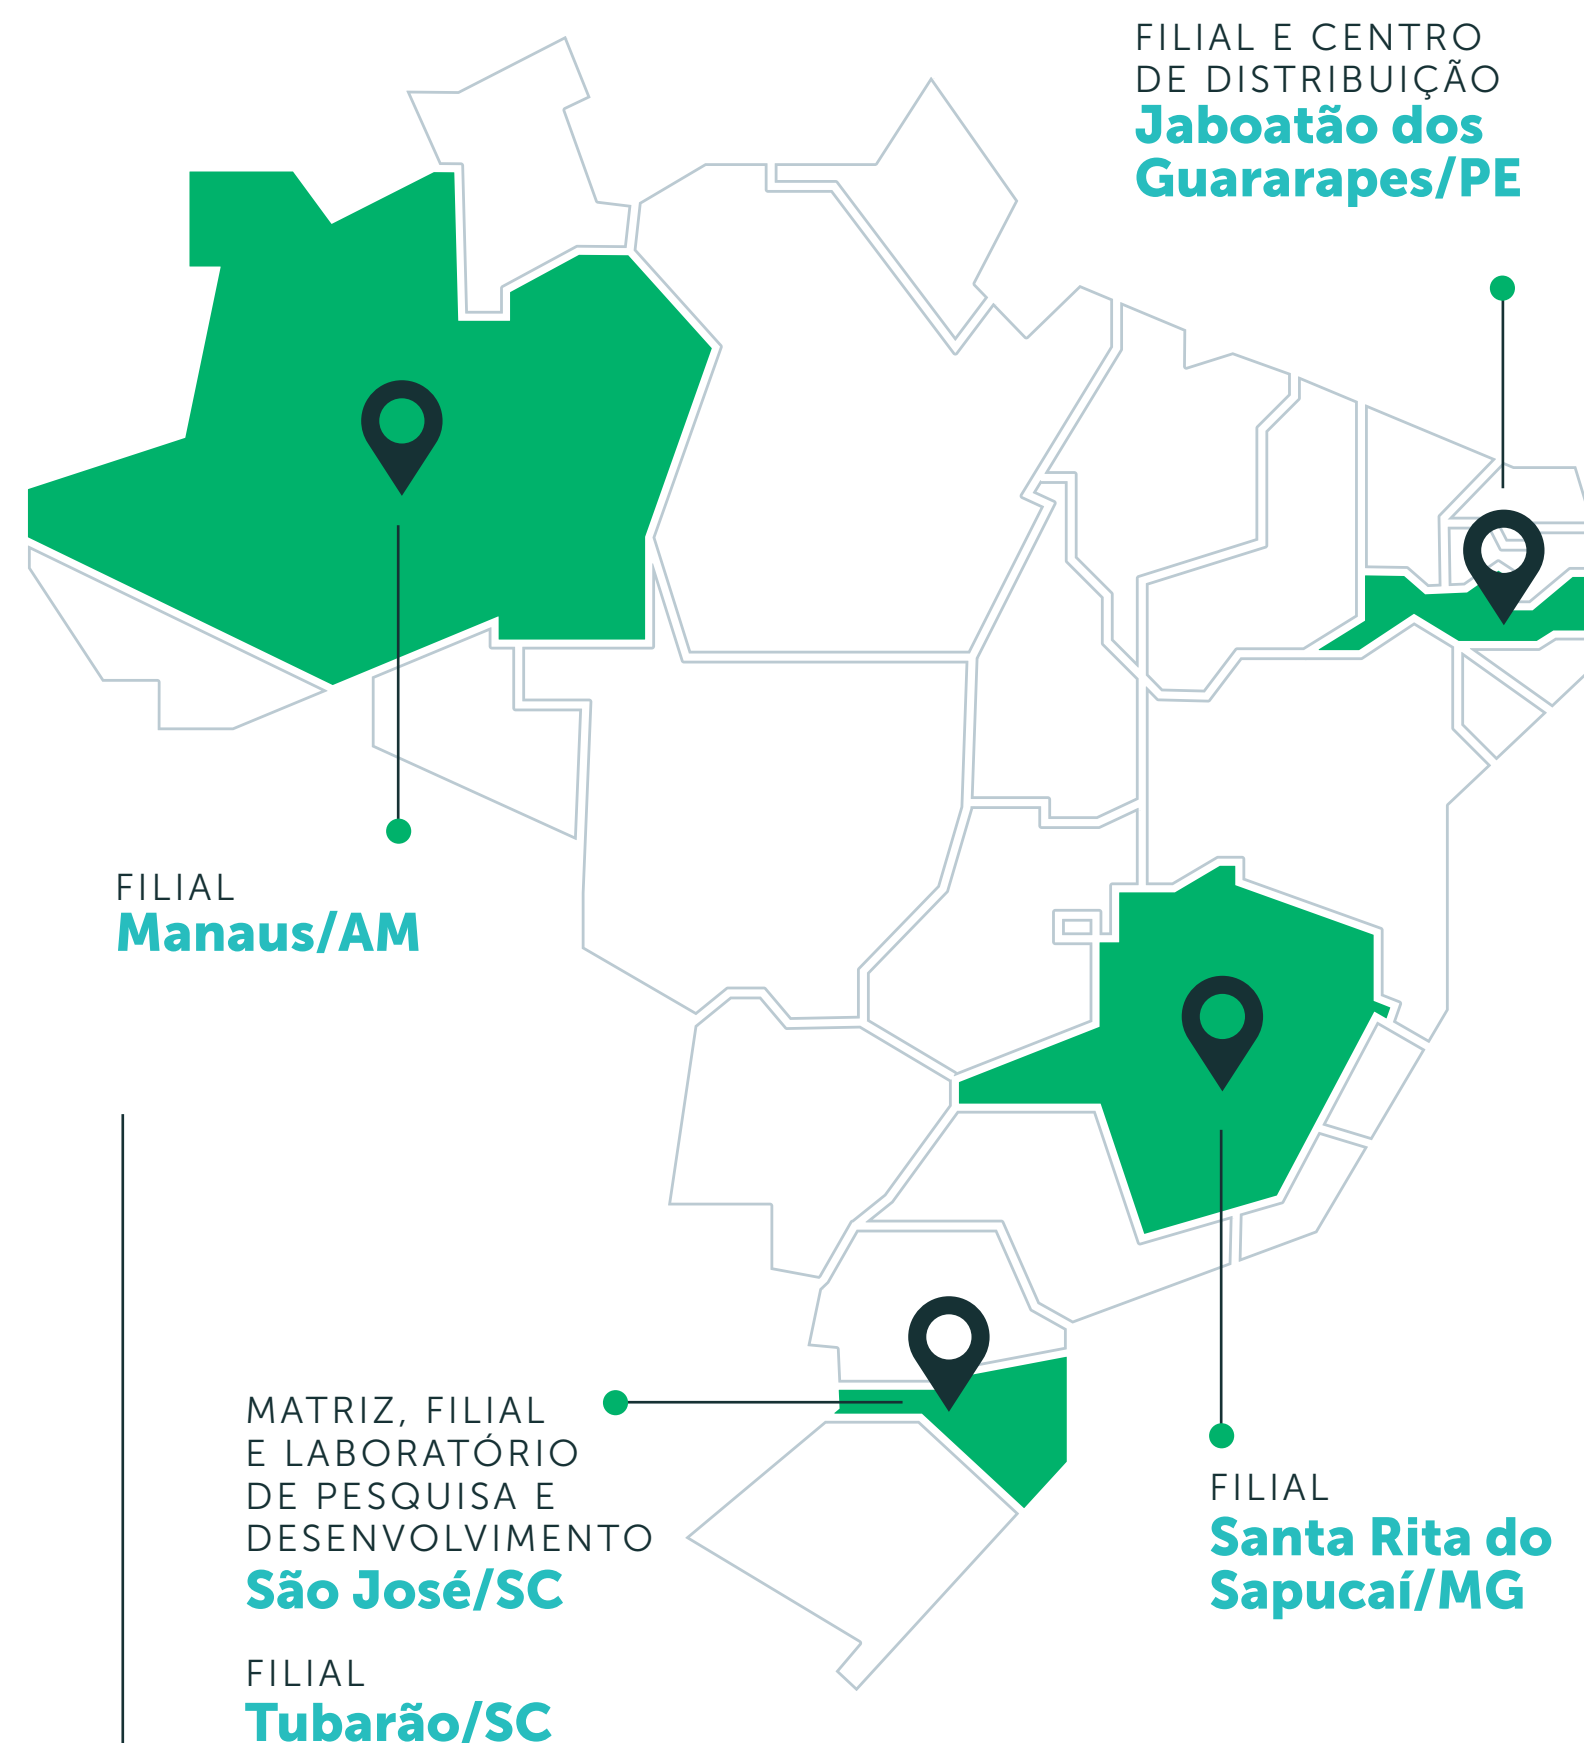 FILIAL E CENTRO
DE DISTRIBUIÇÃO
Jaboatão dos
Guararapes/PE
FILIAL
Manaus/AM
MATRIZ, FILIAL
E LABORATÓRIO
DE PESQUISA E
DESENVOLVIMENTO
São José/SC
FILIAL
Tubarão/SC
FILIAL
Santa Rita do
Sapucaí/MG